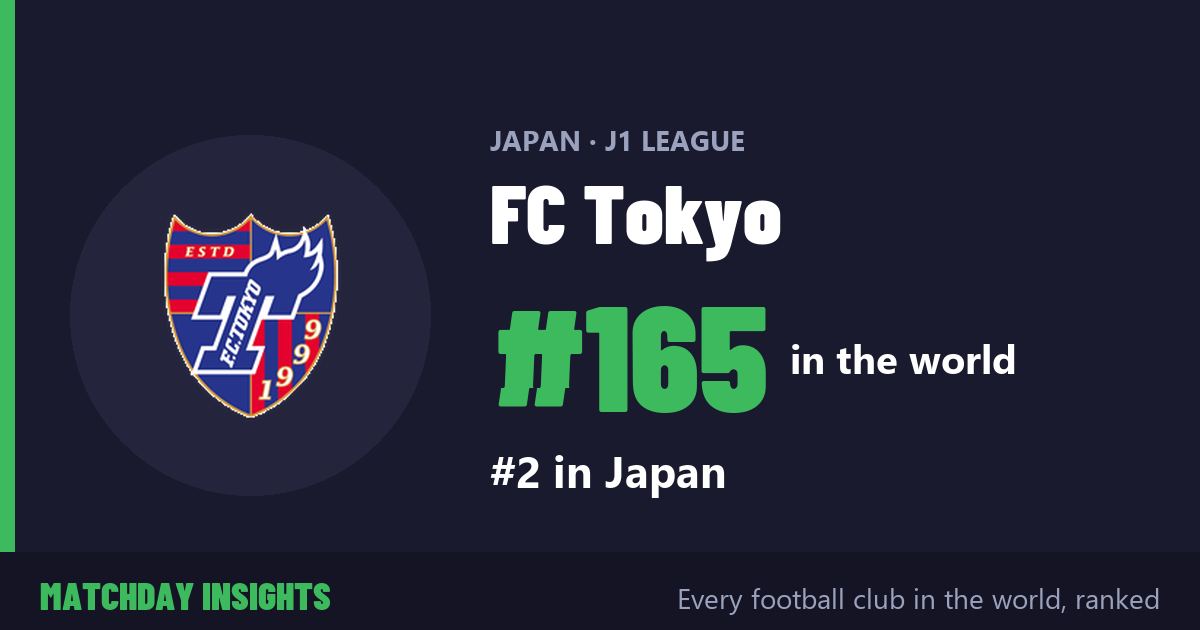 JAPAN · J1 LEAGUE
FC Tokyo
#165 in the world
#2 in Japan
ESTD
F.C.TOKYO
1999
MATCHDAY INSIGHTS
Every football club in the world, ranked